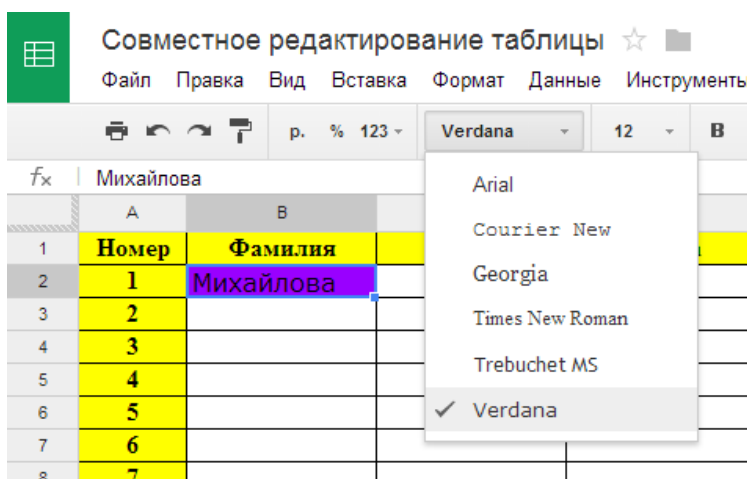 Совместное редактирование таблицы
Файл Правка Вид Вставка Формат Данные Инструменты
р. % 123 Verdana 12 B
fx Михайлова
A B
1 Номер Фамилия
2 1 Михайлова
3 2
4 3
5 4
6 5
7 6
8 7
Arial
Courier New
Georgia
Times New Roman
Trebuchet MS
Verdana